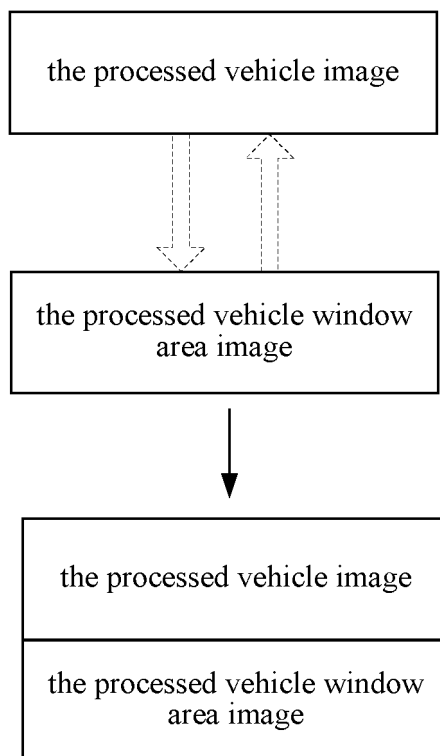 the processed vehicle image
the processed vehicle window
area image
the processed vehicle image
the processed vehicle window
area image